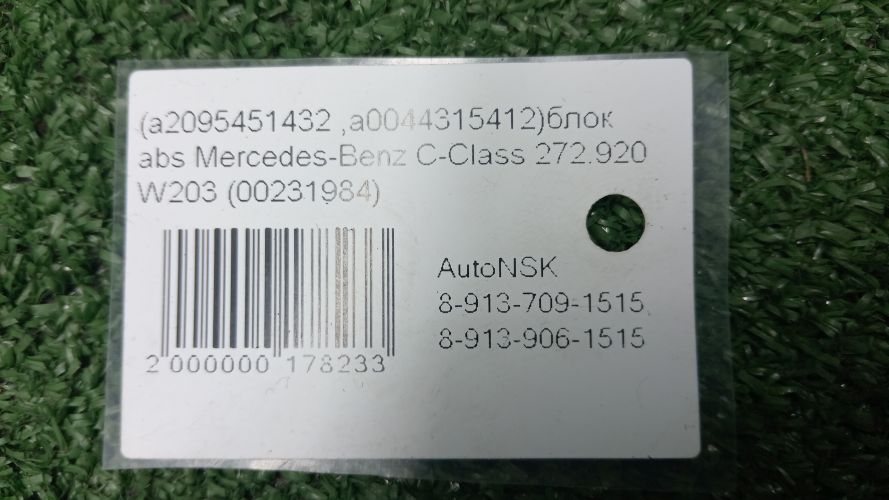 (a2095451432 ,a0044315412)блок
abs Mercedes-Benz C-Class 272.920
W203 (00231984)
AutoNSK
8-913-709-1515
8-913-906-1515
2 000000 178233